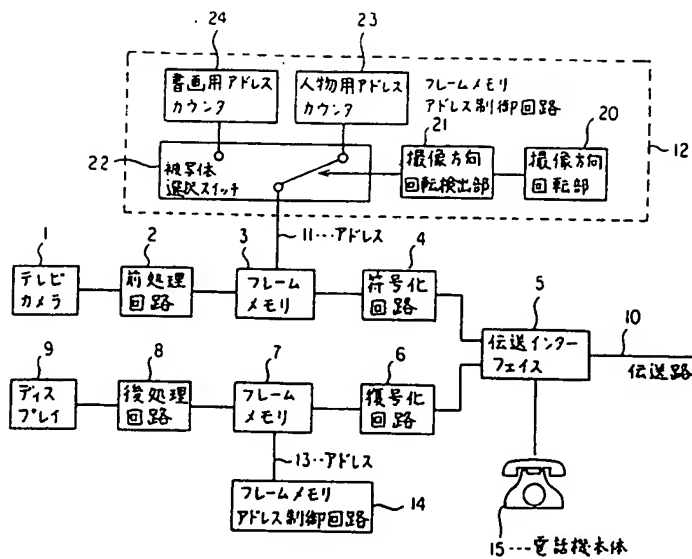 24
23
書画用アドレス
カウンタ
人物用アドレス
カウンタ
フレームメモリ
アドレス制御回路
21
20
12
22
被写体
選択スイッチ
撮像方向
回転検出部
撮像方向
回転部
11…アドレス
1
2
3
4
テレビ
カメラ
前処理
回路
フレーム
メモリ
符号化
回路
5
10
伝送インター
フェイス
伝送路
9
8
7
6
ディス
プレイ
後処理
回路
フレーム
メモリ
復号化
回路
13‥アドレス
フレームメモリ
アドレス制御回路
14
15…電話機本体